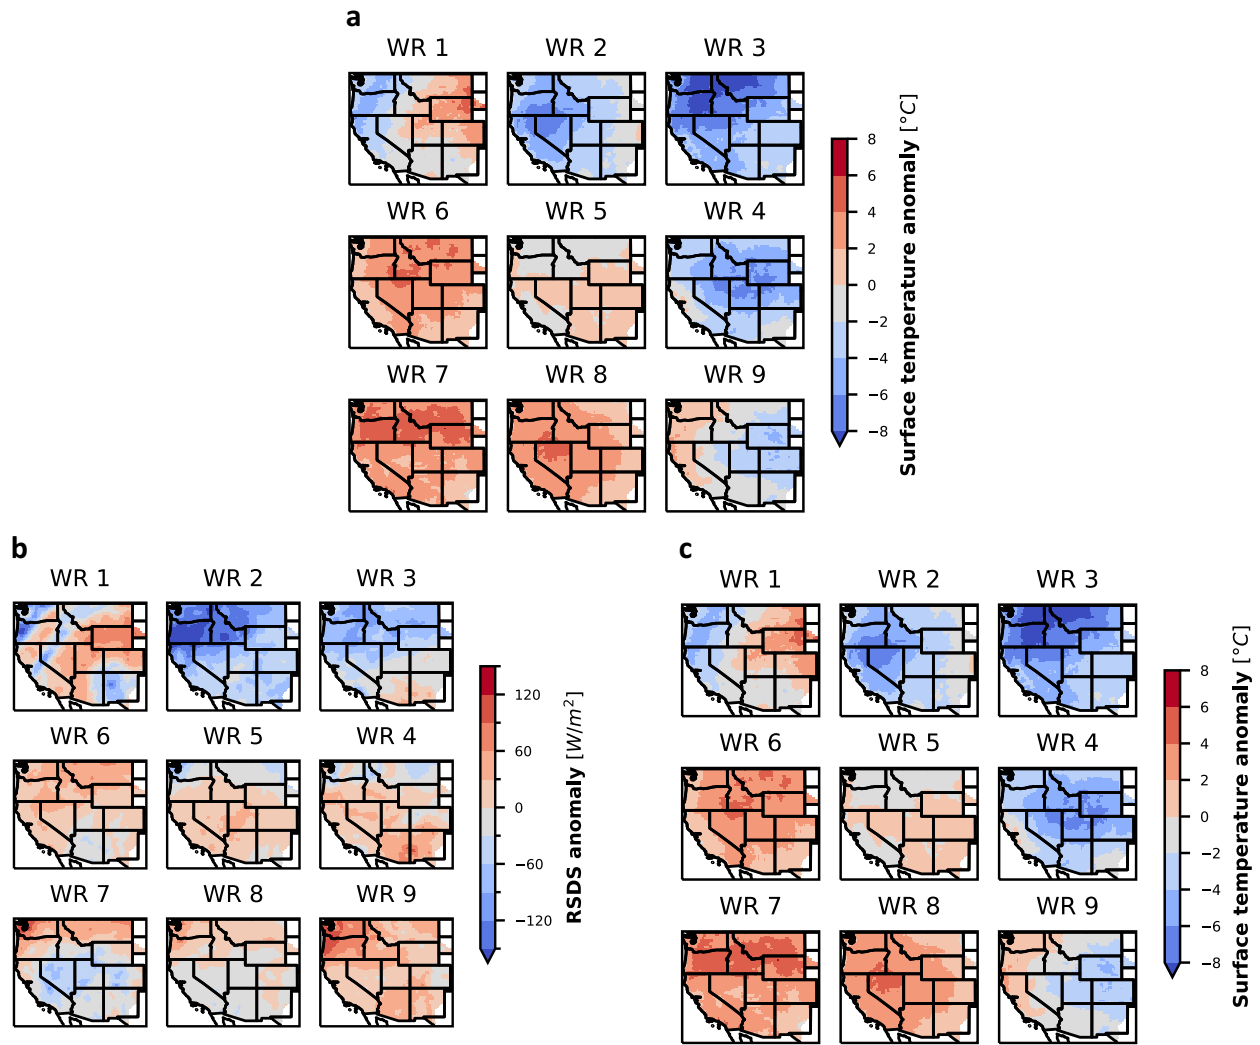 a
WR 1 WR 2 WR 3
WR 6 WR 5 WR 4
WR 7 WR 8 WR 9
8
6
4
2
0
−2
−4
−6
−8
Surface temperature anomaly [°C]
b
WR 1 WR 2 WR 3
WR 6 WR 5 WR 4
WR 7 WR 8 WR 9
120
60
0
−60
−120
RSDS anomaly [W/m²]
c
WR 1 WR 2 WR 3
WR 6 WR 5 WR 4
WR 7 WR 8 WR 9
8
6
4
2
0
−2
−4
−6
−8
Surface temperature anomaly [°C]